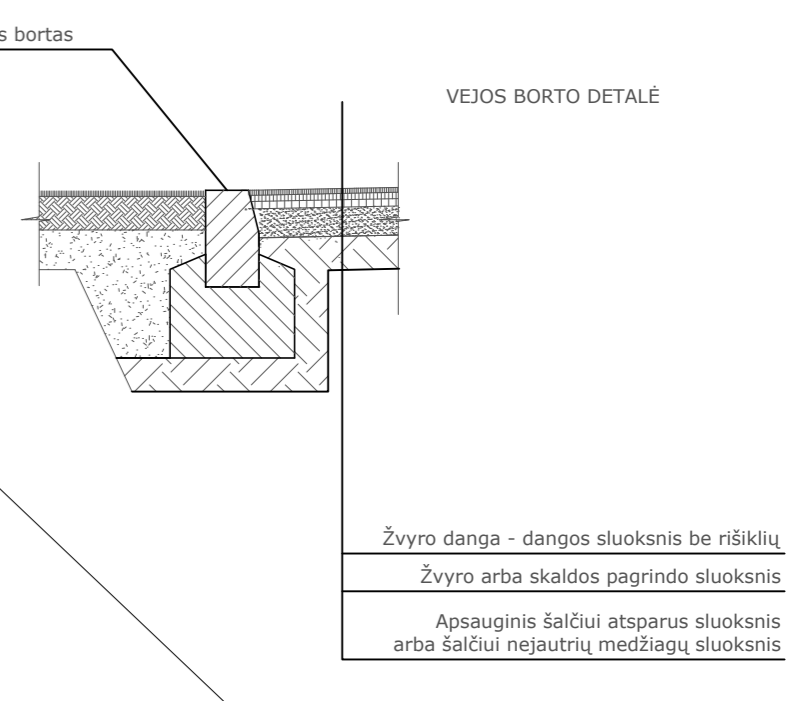 s bortas
VEJOS BORTO DETALĖ
Žvyro danga - dangos sluoksnis be rišiklių
Žvyro arba skaldos pagrindo sluoksnis
Apsauginis šalčiui atsparus sluoksnis
arba šalčiui nejautrių medžiagų sluoksnis